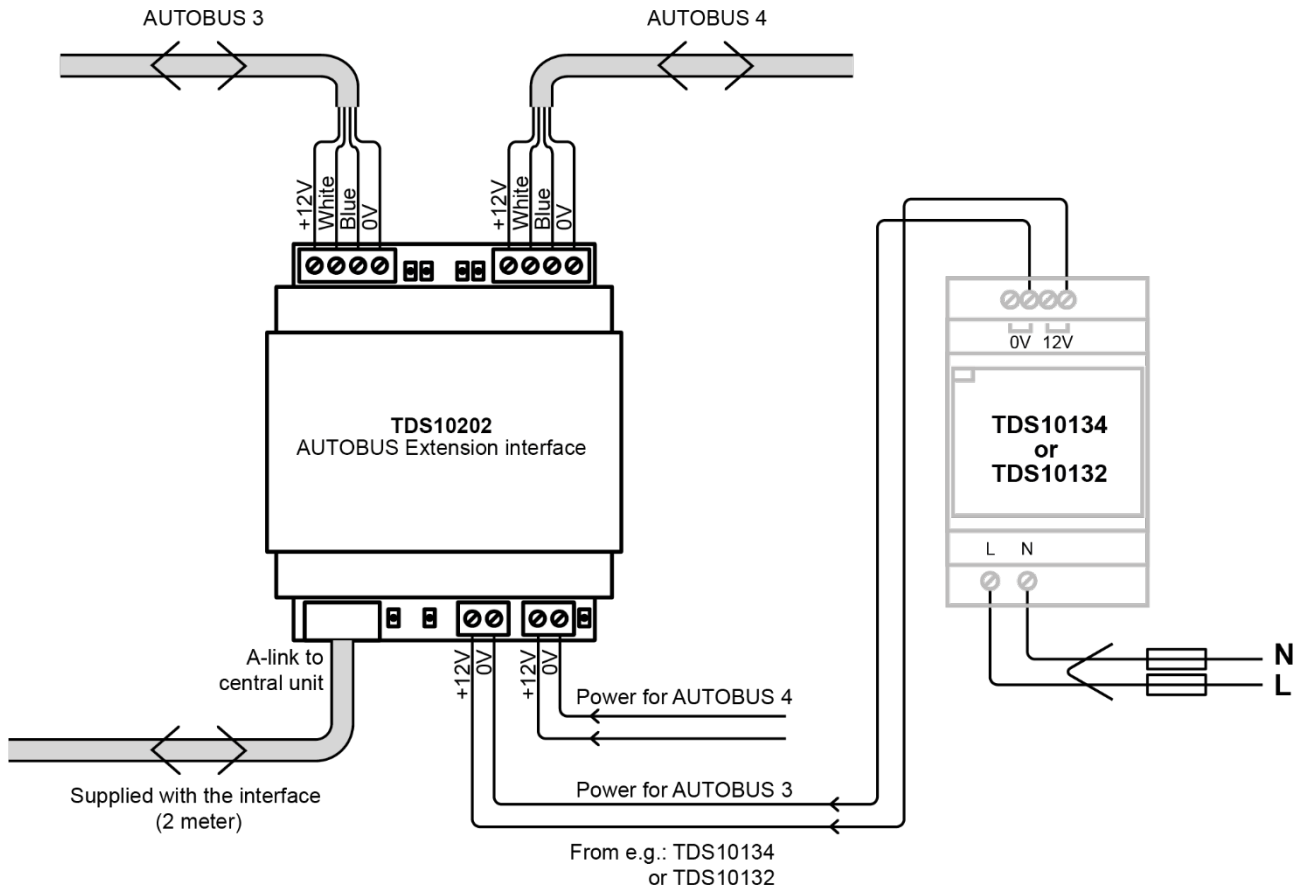 AUTOBUS 3
AUTOBUS 4
+12V
White
Blue
0V
+12V
White
Blue
0V
0V 12V
TDS10202
AUTOBUS Extension interface
TDS10134
or
TDS10132
L N
A-link to
central unit
+12V
0V
+12V
0V
N
L
Power for AUTOBUS 4
Supplied with the interface
(2 meter)
Power for AUTOBUS 3
From e.g.: TDS10134
or TDS10132